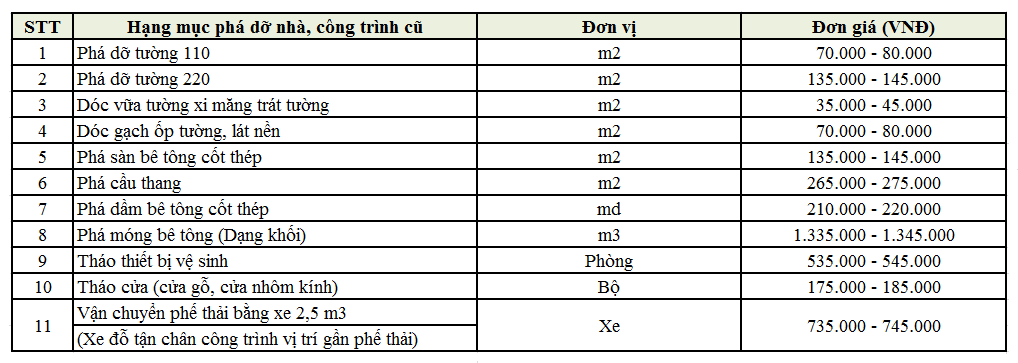 STT Hạng mục phá dỡ nhà, công trình cũ Đơn vị Đơn giá (VNĐ)
1 Phá dỡ tường 110 m2 70.000 - 80.000
2 Phá dỡ tường 220 m2 135.000 - 145.000
3 Dóc vữa tường xi măng trát tường m2 35.000 - 45.000
4 Dóc gạch ốp tường, lát nền m2 70.000 - 80.000
5 Phá sàn bê tông cốt thép m2 135.000 - 145.000
6 Phá cầu thang m2 265.000 - 275.000
7 Phá dầm bê tông cốt thép md 210.000 - 220.000
8 Phá móng bê tông (Dạng khối) m3 1.335.000 - 1.345.000
9 Tháo thiết bị vệ sinh Phòng 535.000 - 545.000
10 Tháo cửa (cửa gỗ, cửa nhôm kính) Bộ 175.000 - 185.000
11 Vận chuyển phế thải bằng xe 2,5 m3 Xe 735.000 - 745.000
(Xe đỗ tận chân công trình vị trí gần phế thải)